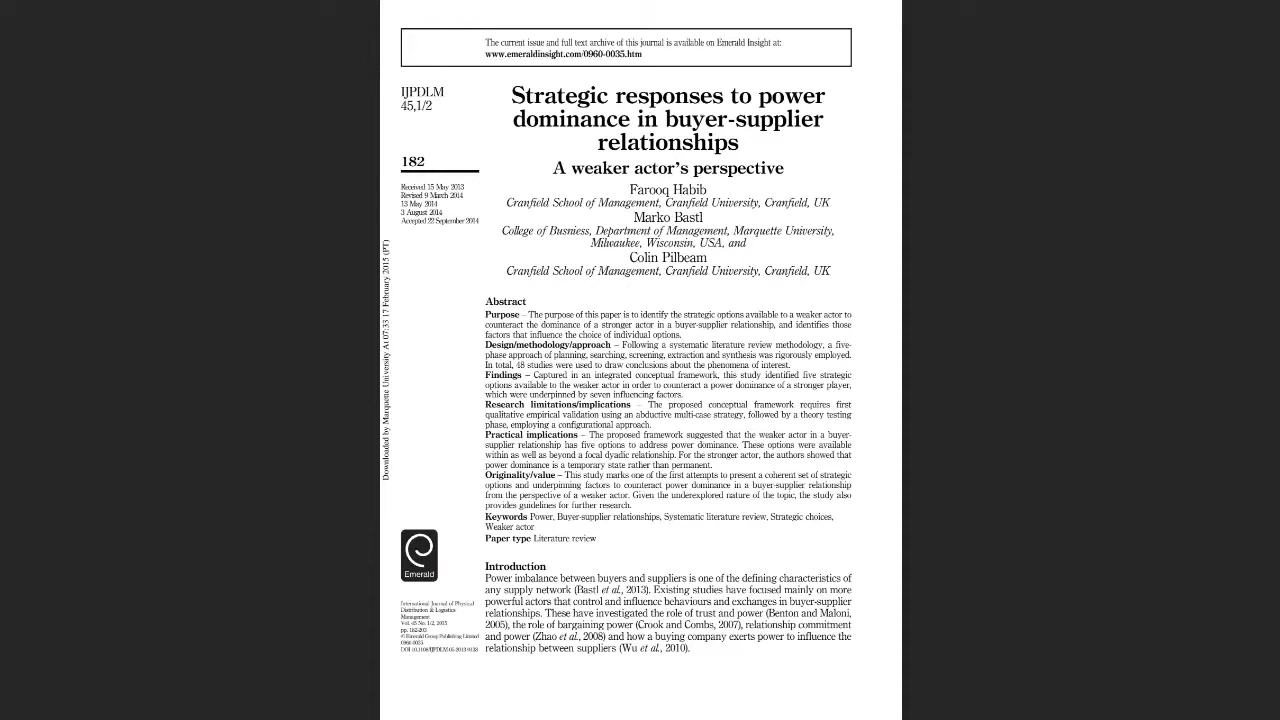 The current issue and full text archive of this journal is available on Emerald Insight at:
www.emeraldinsight.com/0960-0035.htm
IJPDLM
45,1/2
182
Received 15 May 2013
Revised 9 March 2014
13 May 2014
3 August 2014
Accepted 22 September 2014
Downloaded by Marquette University At 07:33 17 February 2015 (PT)
Strategic responses to power
dominance in buyer-supplier
relationships
A weaker actor's perspective
Farooq Habib
Cranfield School of Management, Cranfield University, Cranfield, UK
Marko Bastl
College of Busniess, Department of Management, Marquette University,
Milwaukee, Wisconsin, USA, and
Colin Pilbeam
Cranfield School of Management, Cranfield University, Cranfield, UK
Abstract
Purpose – The purpose of this paper is to identify the strategic options available to a weaker actor to
counteract the dominance of a stronger actor in a buyer-supplier relationship, and identifies those
factors that influence the choice of individual options.
Design/methodology/approach – Following a systematic literature review methodology, a five-
phase approach of planning, searching, screening, extraction and synthesis was rigorously employed.
In total, 48 studies were used to draw conclusions about the phenomena of interest.
Findings – Captured in an integrated conceptual framework, this study identified five strategic
options available to the weaker actor in order to counteract a power dominance of a stronger player,
which were underpinned by seven influencing factors.
Research limitations/implications – The proposed conceptual framework requires first
qualitative empirical validation using an abductive multi-case strategy, followed by a theory testing
phase, employing a configurational approach.
Practical implications – The proposed framework suggested that the weaker actor in a buyer-
supplier relationship has five options to address power dominance. These options were available
within as well as beyond a focal dyadic relationship. For the stronger actor, the authors showed that
power dominance is a temporary state rather than permanent.
Originality/value – This study marks one of the first attempts to present a coherent set of strategic
options and underpinning factors to counteract power dominance in a buyer-supplier relationship
from the perspective of a weaker actor. Given the underexplored nature of the topic, the study also
provides guidelines for further research.
Keywords Power, Buyer-supplier relationships, Systematic literature review, Strategic choices,
Weaker actor
Paper type Literature review
Introduction
Power imbalance between buyers and suppliers is one of the defining characteristics of
any supply network (Bastl et al., 2013). Existing studies have focused mainly on more
powerful actors that control and influence behaviours and exchanges in buyer-supplier
relationships. These have investigated the role of trust and power (Benton and Maloni,
2005), the role of bargaining power (Crook and Combs, 2007), relationship commitment
and power (Zhao et al., 2008) and how a buying company exerts power to influence the
relationship between suppliers (Wu et al., 2010).
Emerald
International Journal of Physical
Distribution & Logistics
Management
Vol. 45 No. 1/2, 2015
pp. 182-203
© Emerald Group Publishing Limited
0960-0035
DOI 10.1108/IJPDLM-05-2013-0138